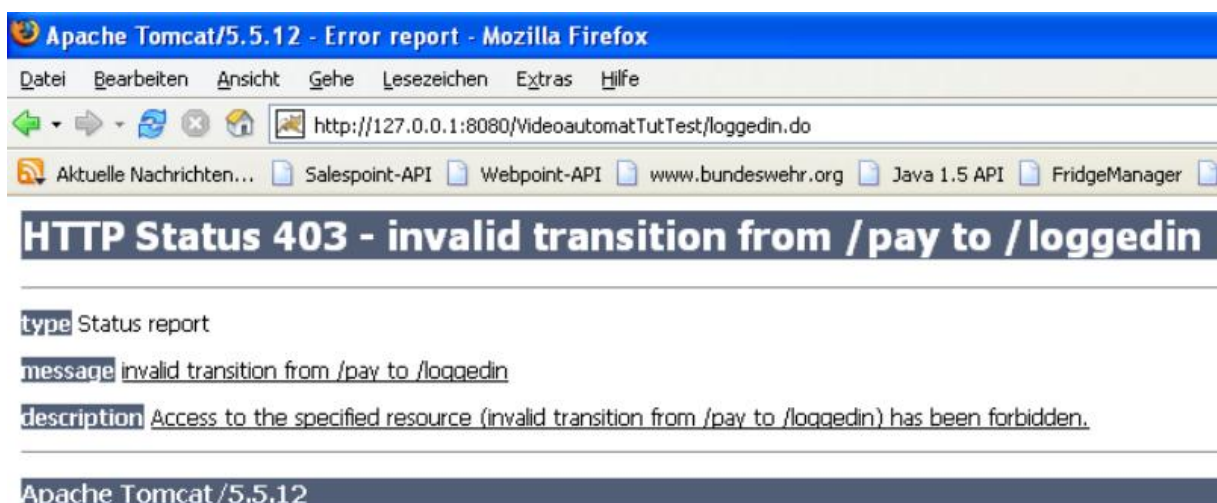 Apache Tomcat/5.5.12 - Error report - Mozilla Firefox
Datei Bearbeiten Ansicht Gehe Lesezeichen Extras Hilfe
http://127.0.0.1:8080/VideoautomatTutTest/loggedin.do
Aktuelle Nachrichten... Salespoint-API Webpoint-API www.bundeswehr.org Java 1.5 API FridgeManager
HTTP Status 403 - invalid transition from /pay to /loggedin
type Status report
message invalid transition from /pay to /loggedin
description Access to the specified resource (invalid transition from /pay to /loggedin) has been forbidden.
Apache Tomcat/5.5.12